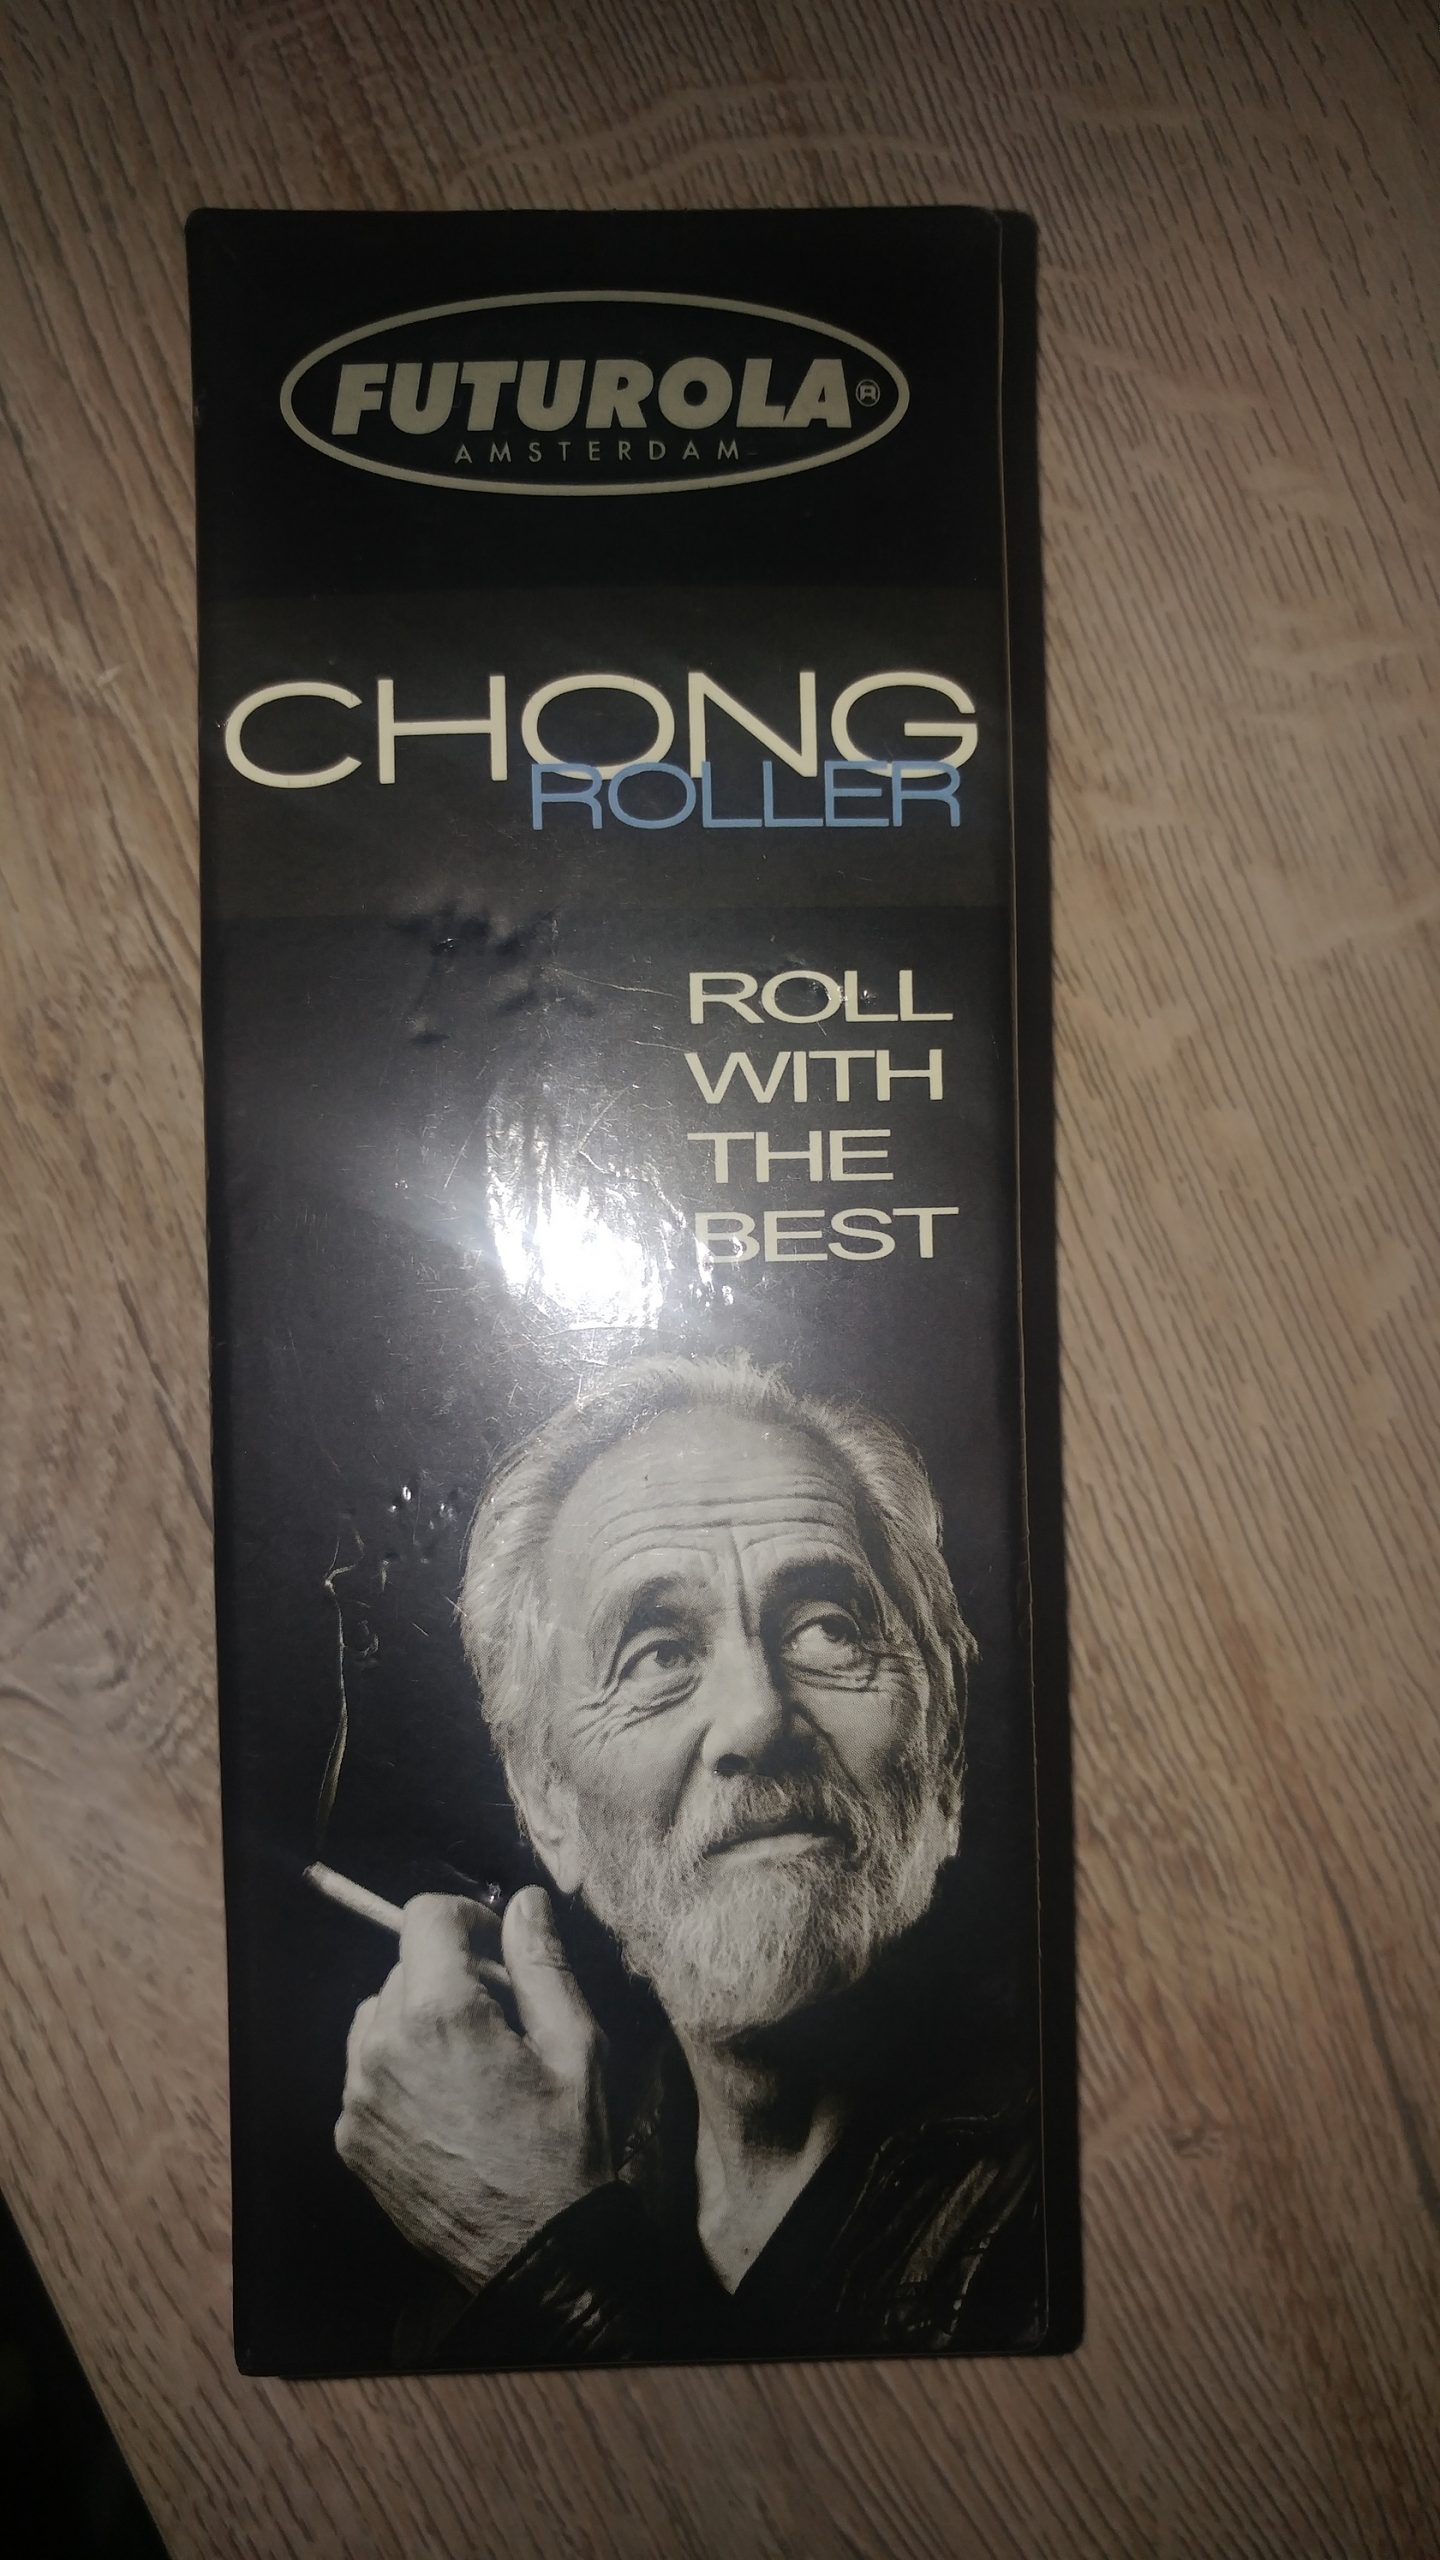 FUTUROLA®
AMSTERDAM
CHONG
ROLLER
ROLL
WITH
THE
BEST